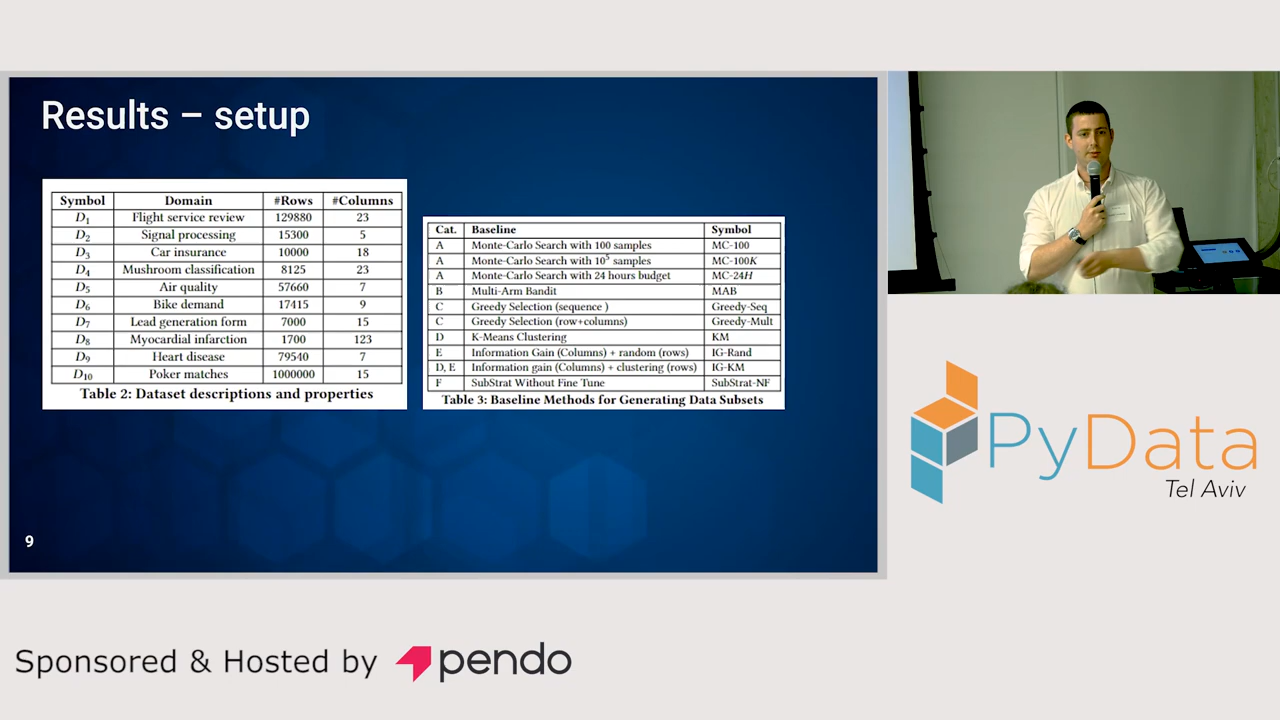 Results – setup
Symbol Domain #Rows #Columns
D1 Flight service review 129880 23
D2 Signal processing 15300 5
D3 Car insurance 10000 18
D4 Mushroom classification 8125 23
D5 Air quality 57660 7
D6 Bike demand 17415 9
D7 Lead generation form 7000 15
D8 Myocardial infarction 1700 123
D9 Heart disease 79540 7
D10 Poker matches 1000000 15
Table 2: Dataset descriptions and properties
Cat. Baseline Symbol
A Monte-Carlo Search with 100 samples MC-100
A Monte-Carlo Search with 10^5 samples MC-100K
A Monte-Carlo Search with 24 hours budget MC-24H
B Multi-Arm Bandit MAB
C Greedy Selection (sequence ) Greedy-Seq
C Greedy Selection (row+columns) Greedy-Mult
D K-Means Clustering KM
E Information Gain (Columns) + random (rows) IG-Rand
D, E Information gain (Columns) + clustering (rows) IG-KM
F SubStrat Without Fine Tune SubStrat-NF
Table 3: Baseline Methods for Generating Data Subsets
9
PyData
Tel Aviv
Sponsored & Hosted by pendo